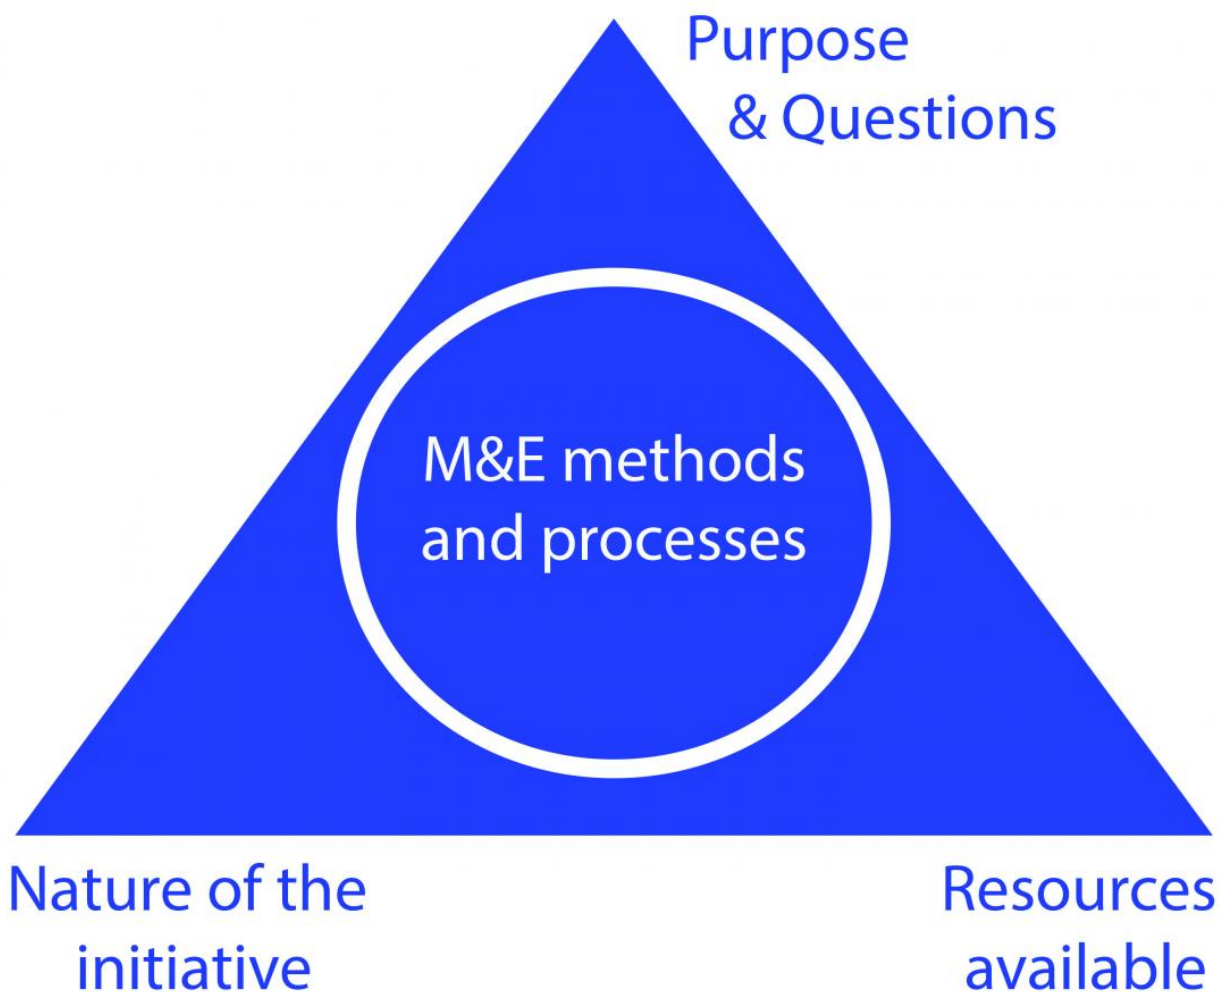 Purpose
& Questions
M&E methods
and processes
Nature of the
initiative
Resources
available